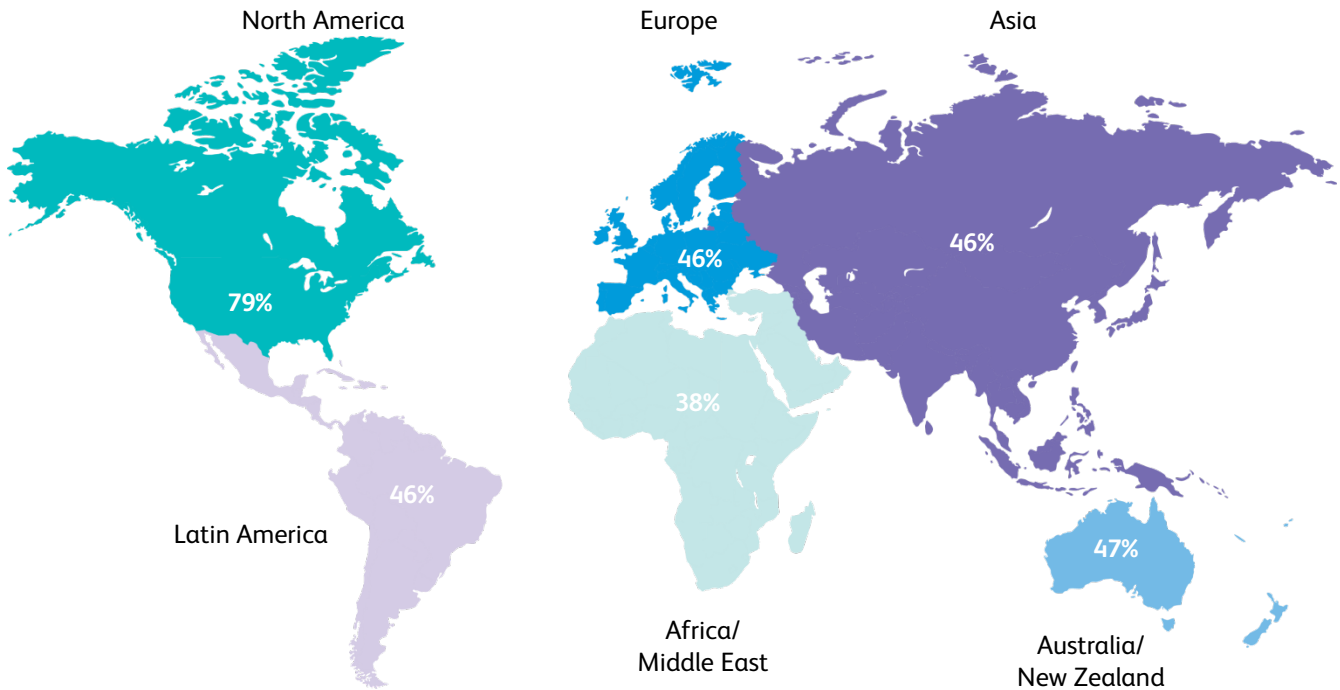 North America
Europe
Asia
46%
46%
79%
38%
46%
Latin America
47%
Africa/
Middle East
Australia/
New Zealand